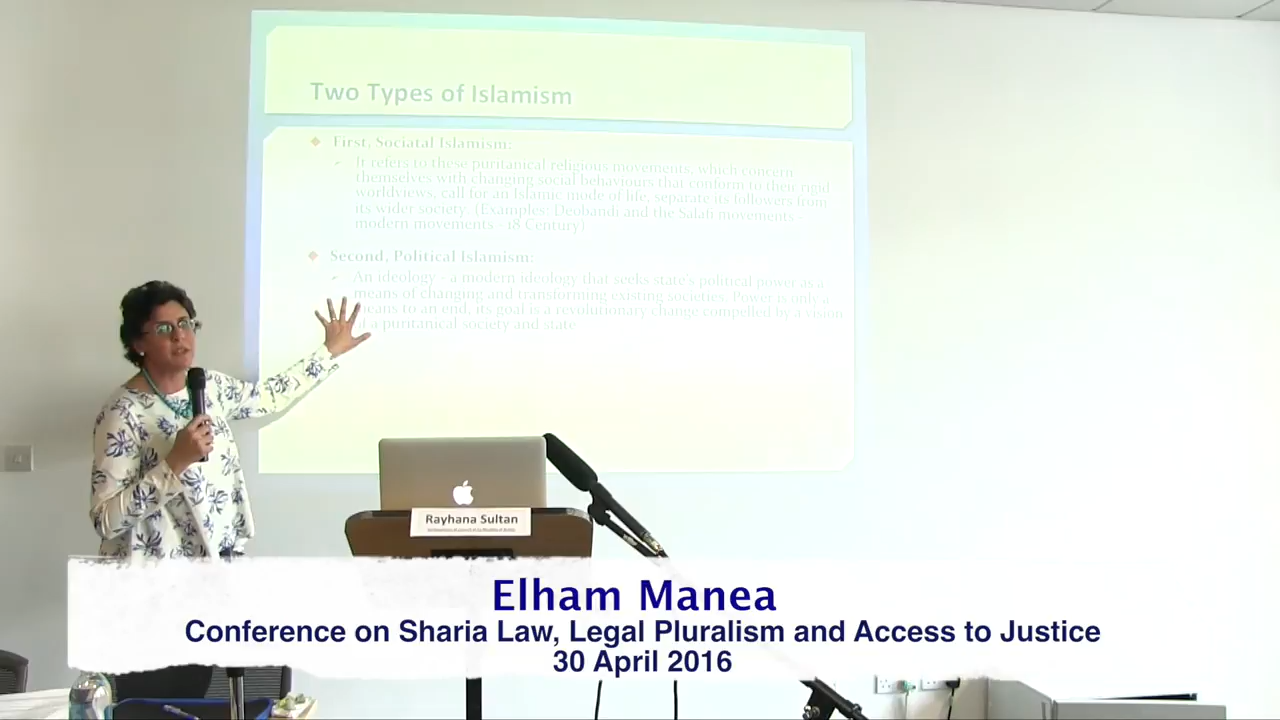 Two Types of Islamism
First, Sociatal Islamism:
It refers to these puritanical religious movements, which concern
themselves with changing social behaviours that conform to their rigid
worldviews, call for an Islamic mode of life, separate its followers from
its wider society. (Examples: Deobandi and the Salafi movements -
modern movements - 18 Century)
Second, Political Islamism:
An ideology - a modern ideology that seeks state's political power as a
means of changing and transforming existing societies. Power is only a
means to an end, its goal is a revolutionary change compelled by a vision
of a puritanical society and state
Rayhana Sultan
Elham Manea
Conference on Sharia Law, Legal Pluralism and Access to Justice
30 April 2016